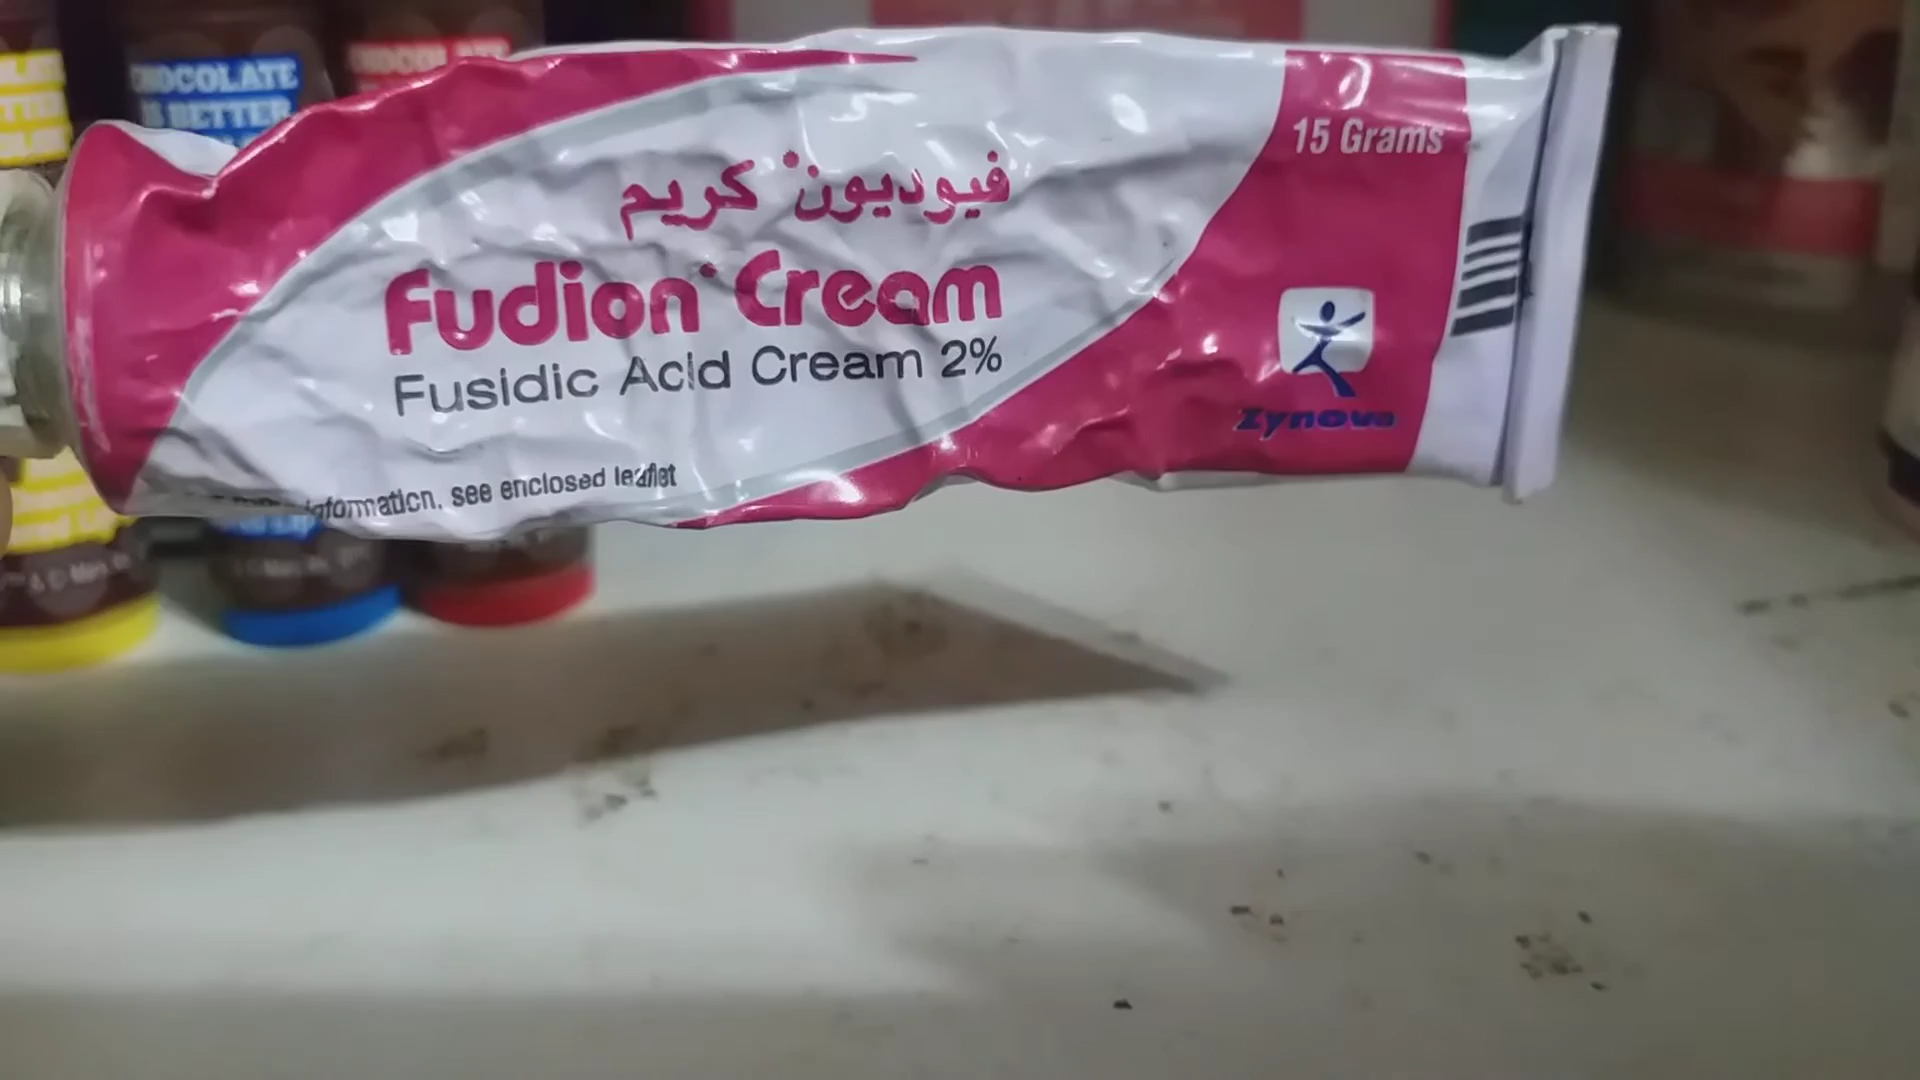 CHOCOLATE
IS BETTER
15 Grams
فيوديون كريم
Fudion Cream
Fusidic Acid Cream 2%
Zynova
information, see enclosed leaflet